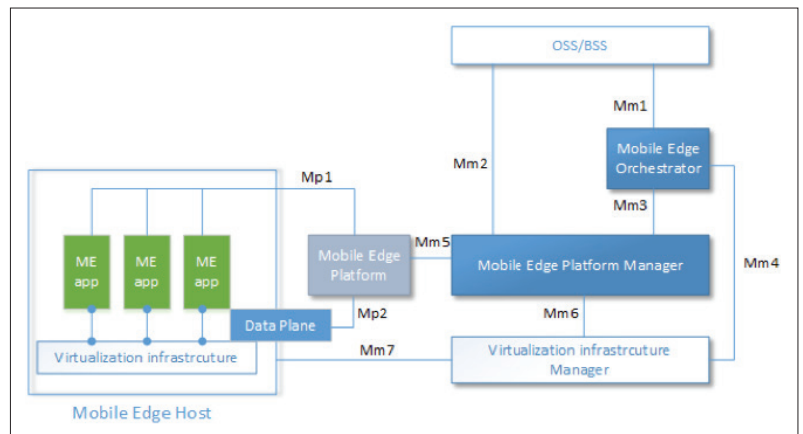 OSS/BSS
Mm1
Mobile Edge
Orchestrator
Mm2
Mp1
Mm3
ME
app
ME
app
ME
app
Mobile Edge
Platform
Mm5
Mobile Edge Platform Manager
Mm4
Data Plane
Mp2
Mm6
Virtualization infrastrcuture
Mm7
Virtualization infrastrcuture
Manager
Mobile Edge Host